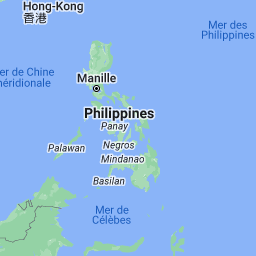 Hong-Kong
香港
Mer des
Philippines
er de Chine
éridionale
Manille
Philippines
Panay
Negros
Palawan
Mindanao
Basilan
Mer de
Célèbes